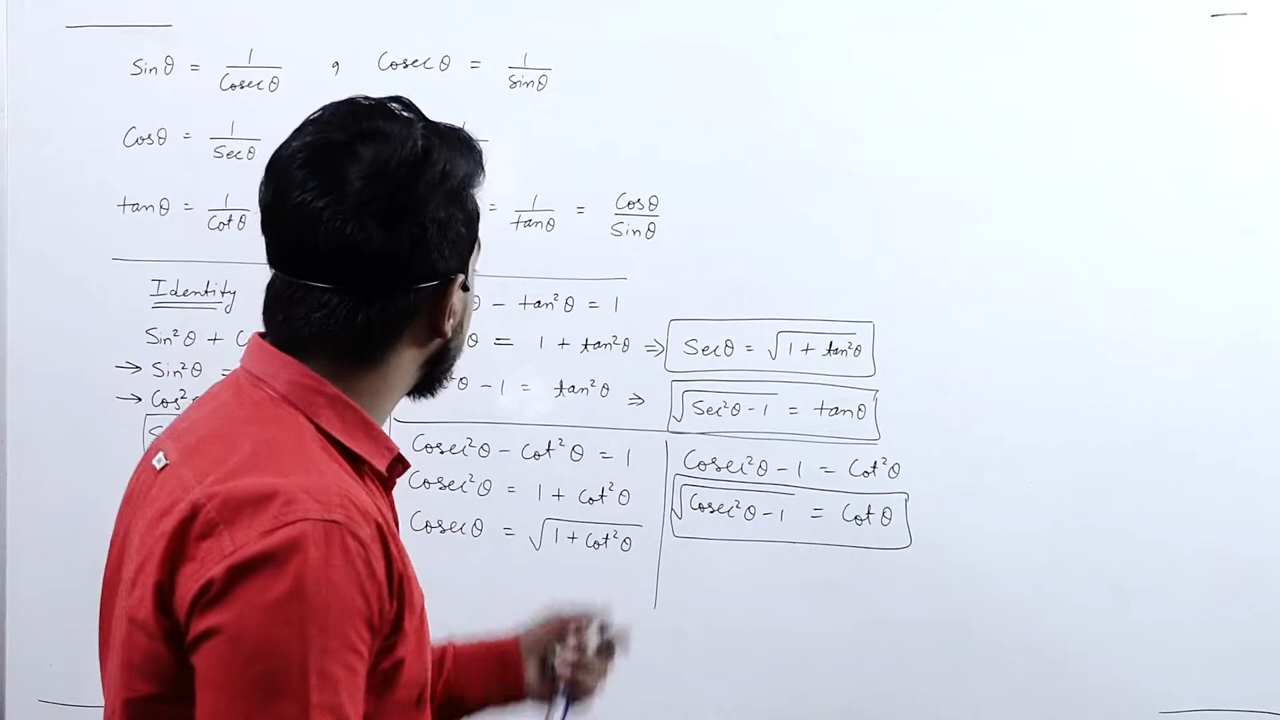 Sinθ = 1/Cosecθ , Cosecθ = 1/Sinθ
Cosθ = 1/Secθ
tanθ = 1/Cotθ = 1/tanθ = Cosθ/Sinθ
Identity
Sin²θ +
→ Sin²θ =
→ Cos²
θ − tan²θ = 1
θ = 1 + tan²θ ⇒ Secθ = √(1 + tan²θ)
²θ − 1 = tan²θ ⇒ √(Sec²θ − 1) = tanθ
Cosec²θ − Cot²θ = 1
Cosec²θ = 1 + Cot²θ
Cosecθ = √(1 + Cot²θ)
Cosec²θ − 1 = Cot²θ
√(Cosec²θ − 1) = Cotθ